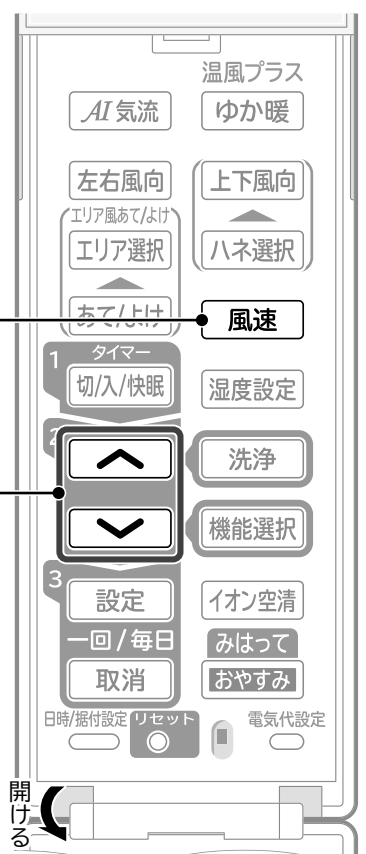 温風プラス
AI気流
ゆか暖
左右風向
上下風向
エリア風あて/よけ
エリア選択
ハネ選択
あて/よけ
風速
1
タイマー
切/入/快眠
湿度設定
2
洗浄
機能選択
3
設定
イオン空清
一回/毎日
みはって
取消
おやすみ
日時/据付設定
リセット
電気代設定
開ける